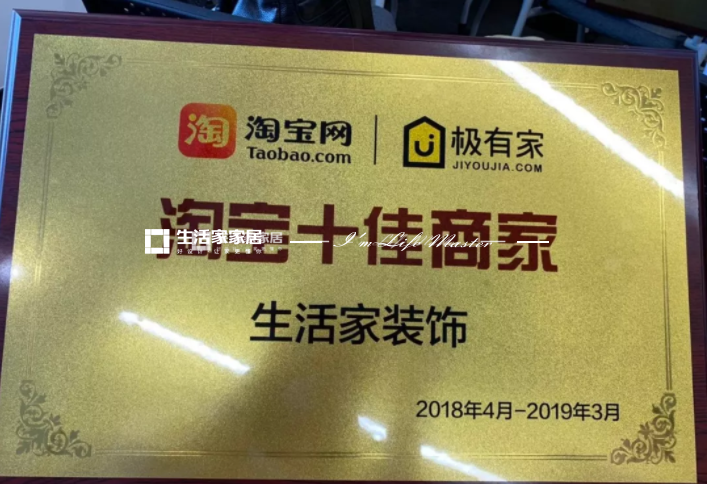 淘 淘宝网 极有家
Taobao.com JIYOUJIA.COM
淘宝十佳商家
生活家家居 I'm Life Master
生活家装饰
2018年4月-2019年3月